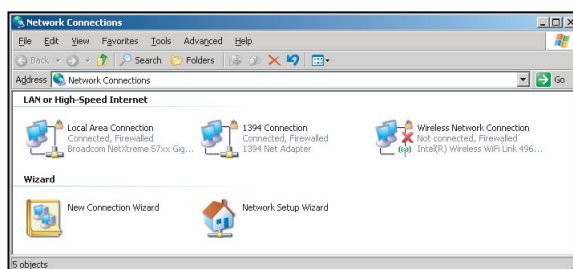 Network Connections
File Edit View Favorites Tools Advanced Help
Back Search Folders
Address Network Connections Go
LAN or High-Speed Internet
Local Area Connection
Connected, Firewalled
Broadcom NetXtreme 57xx Gig...
1394 Connection
Connected, Firewalled
1394 Net Adapter
Wireless Network Connection
Not connected, Firewalled
Intel(R) Wireless WiFi Link 496...
Wizard
New Connection Wizard
Network Setup Wizard
5 objects